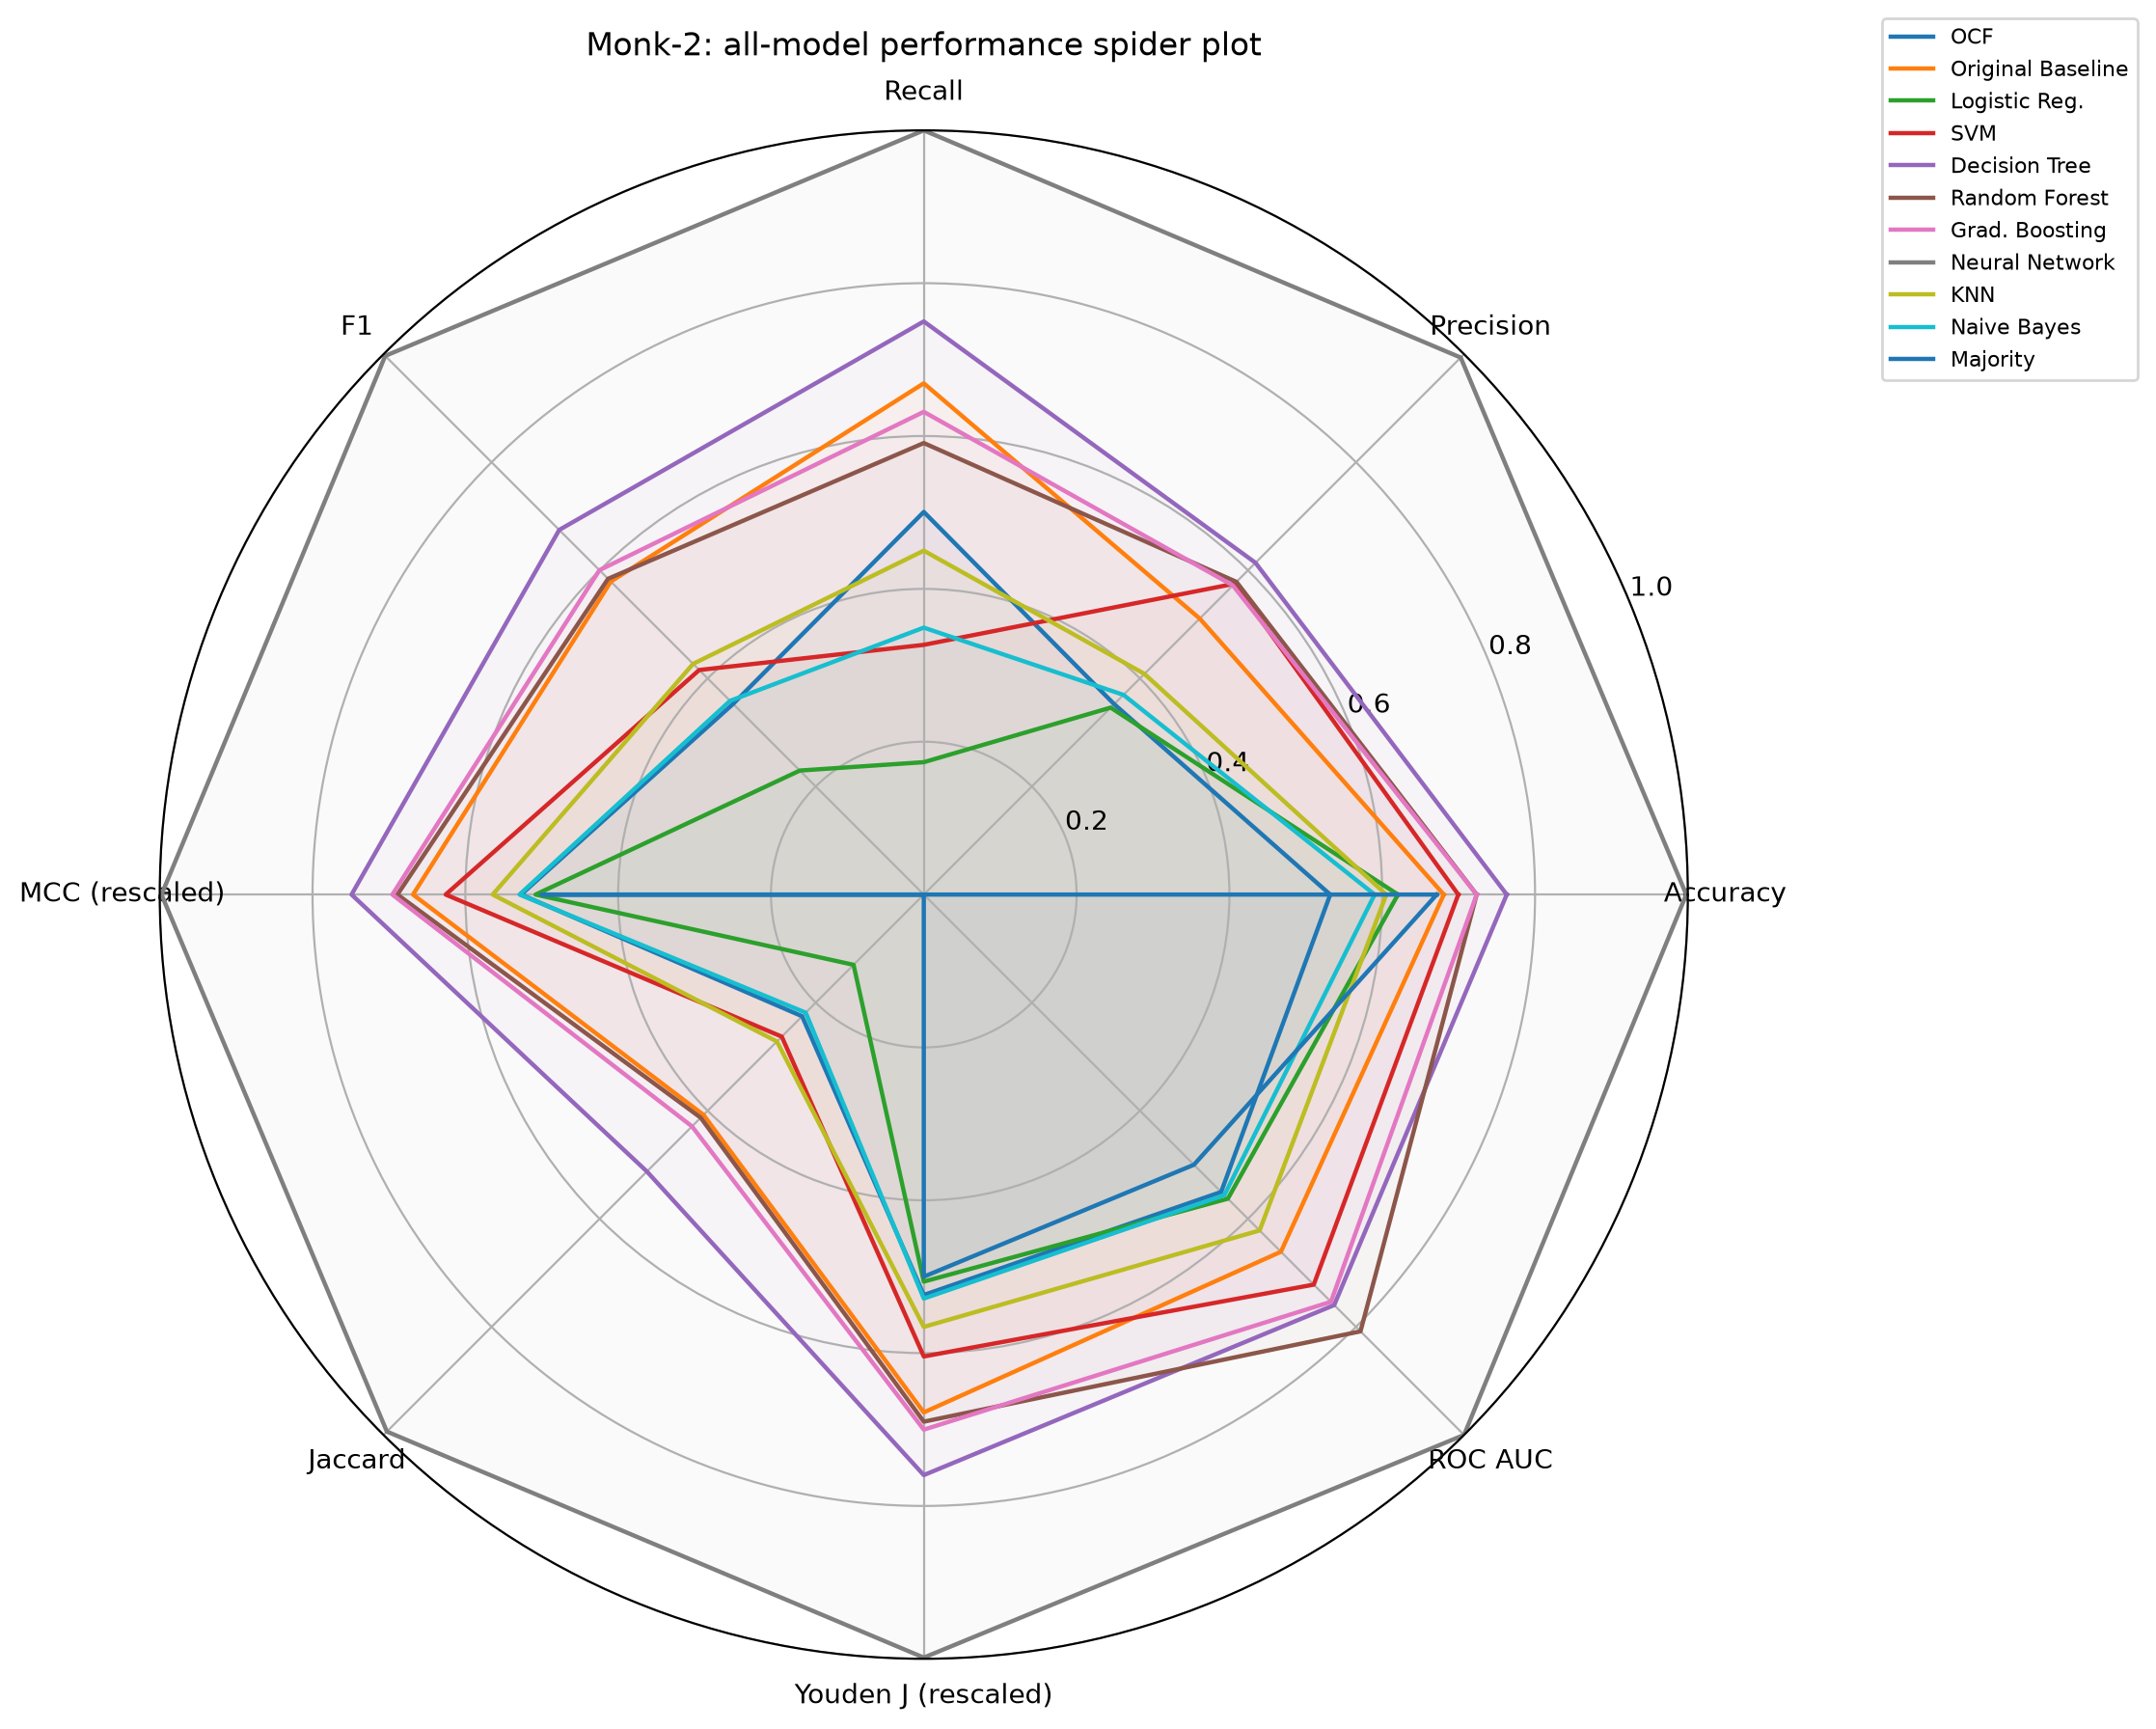 Monk-2: all-model performance spider plot
OCF
Original Baseline
Logistic Reg.
SVM
Decision Tree
Random Forest
Grad. Boosting
Neural Network
KNN
Naive Bayes
Majority
Recall
F1
Precision
1.0
0.8
0.6
0.4
0.2
MCC (rescaled)
Accuracy
Jaccard
ROC AUC
Youden J (rescaled)